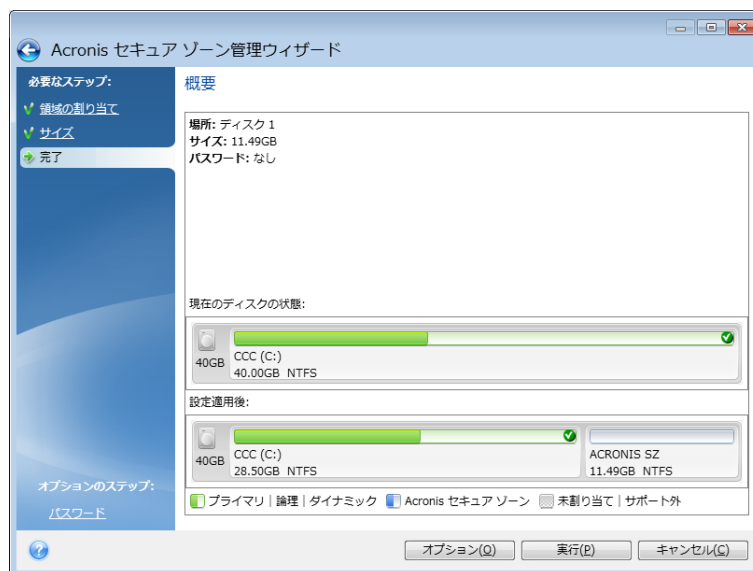 Acronis セキュア ゾーン管理ウィザード
必要なステップ:
領域の割り当て
サイズ
完了
オプションのステップ:
パスワード
概要
場所: ディスク 1
サイズ: 11.49GB
パスワード: なし
現在のディスクの状態:
40GB
CCC (C:)
40.00GB NTFS
設定適用後:
40GB
CCC (C:)
28.50GB NTFS
ACRONIS SZ
11.49GB NTFS
プライマリ | 論理 | ダイナミック Acronis セキュア ゾーン 未割り当て | サポート外
オプション(O) 実行(P) キャンセル(C)